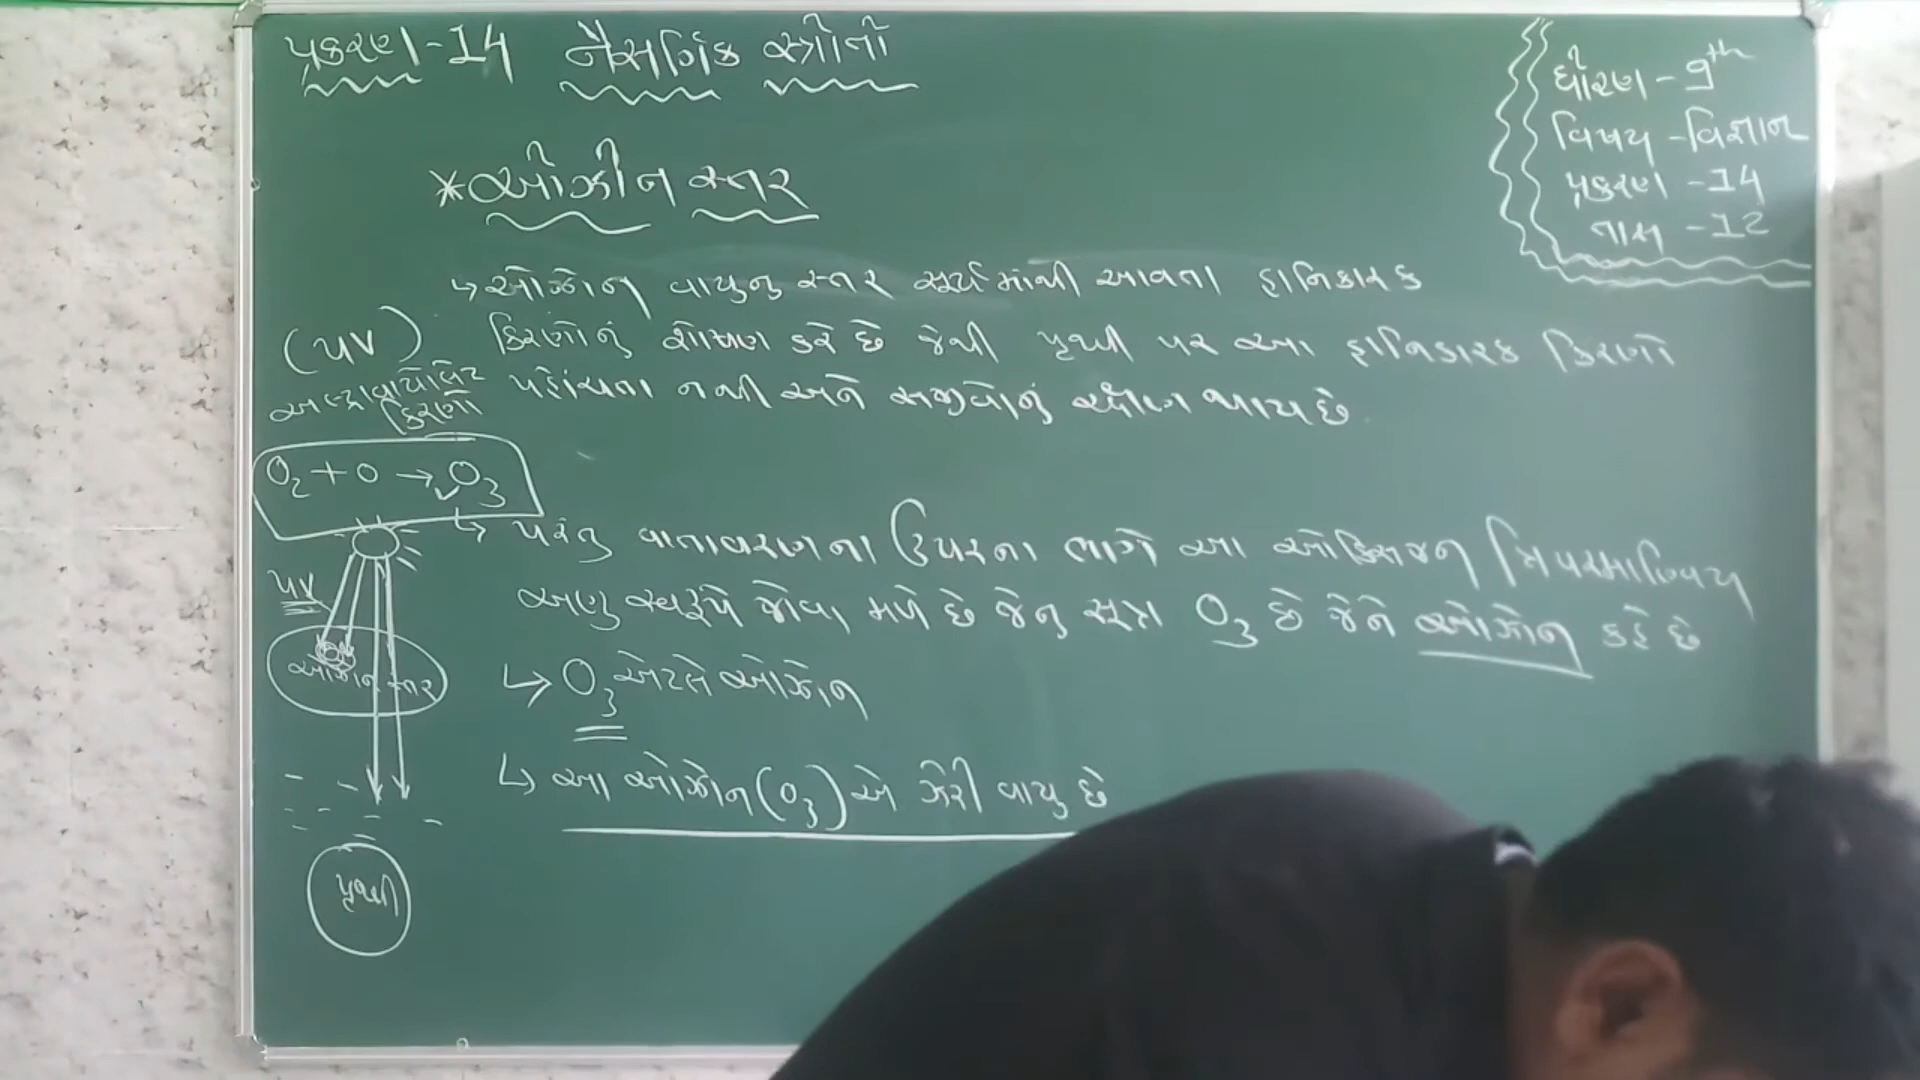 પ્રકરણ-14 નૈસર્ગિક સ્ત્રોતો
ધોરણ - 9th
વિષય - વિજ્ઞાન
પ્રકરણ - 14
તાસ - 12
* ઓઝોન સ્તર
↳ ઓઝોન વાયુનુ સ્તર સૂર્યમાંથી આવતા હાનિકારક
કિરણોનું શોષણ કરે છે જેથી પૃથ્વી પર આ હાનિકારક કિરણો
પહોંચતા નથી અને સજીવોનું રક્ષણ થાય છે
(UV)
અલ્ટ્રાવાયોલેટ
કિરણો
O2 + O → O3
↳ પરંતુ વાતાવરણના ઉપરના ભાગે આ ઓક્સિજન ત્રિપરમાણ્વિય
અણુ સ્વરૂપે જોવા મળે છે જેનુ સૂત્ર O3 છે જેને ઓઝોન કહે છે
UV
ઓઝોન સ્તર
↳ O3 એટલે ઓઝોન
↳ આ ઓઝોન (O3) એ ઝેરી વાયુ છે
પૃથ્વી